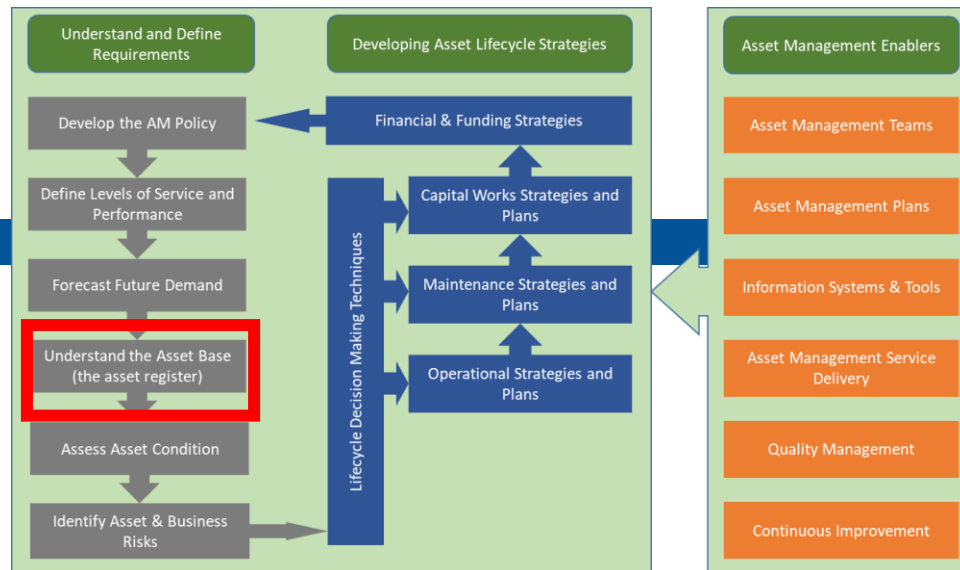 Understand and Define
Requirements
Developing Asset Lifecycle Strategies
Asset Management Enablers
Develop the AM Policy
Define Levels of Service and
Performance
Forecast Future Demand
Understand the Asset Base
(the asset register)
Assess Asset Condition
Identify Asset & Business
Risks
Lifecycle Decision Making Techniques
Financial & Funding Strategies
Capital Works Strategies and
Plans
Maintenance Strategies and
Plans
Operational Strategies and
Plans
Asset Management Teams
Asset Management Plans
Information Systems & Tools
Asset Management Service
Delivery
Quality Management
Continuous Improvement